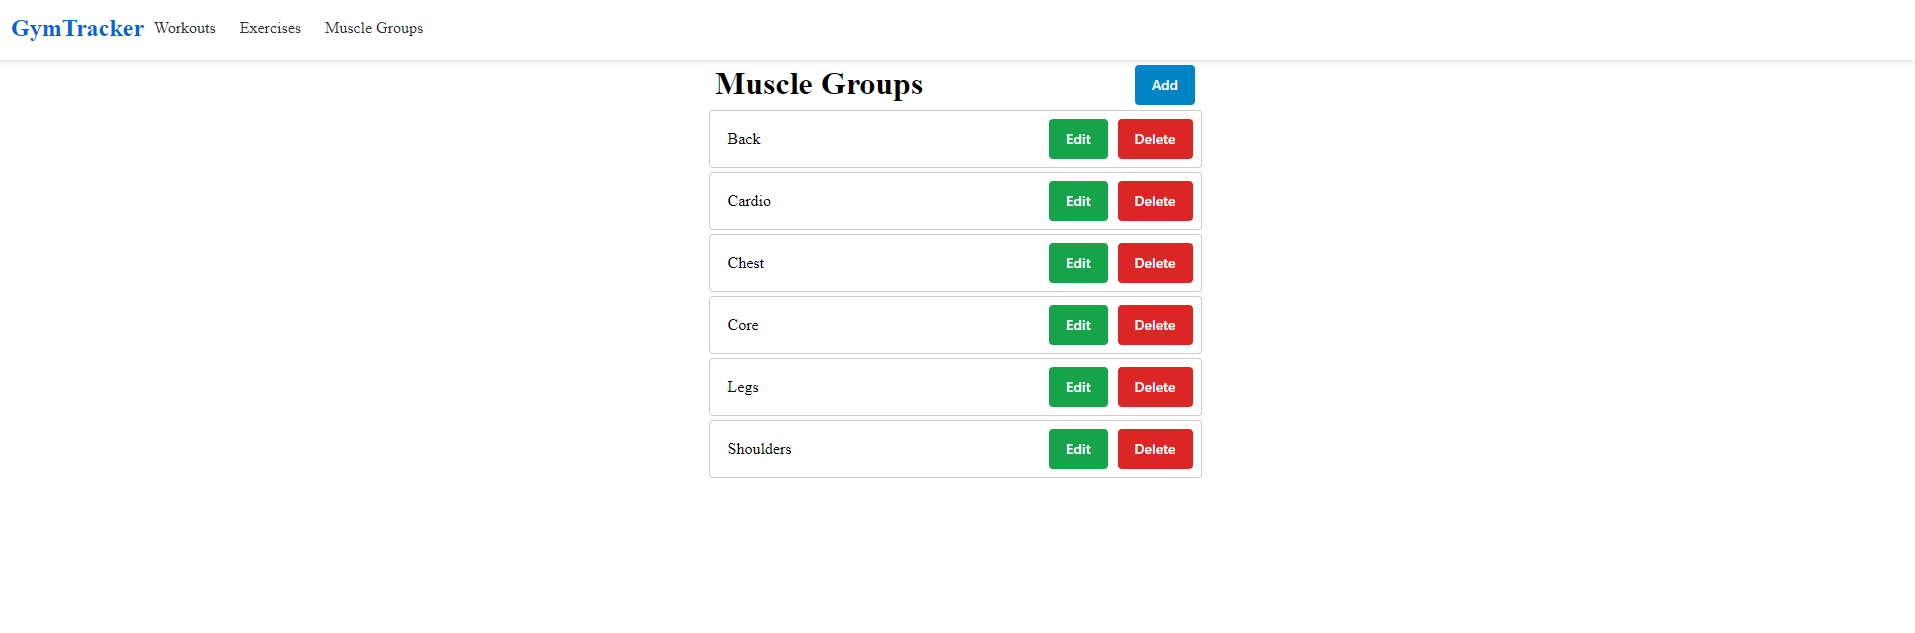 GymTracker Workouts Exercises Muscle Groups
Muscle Groups Add
Back Edit Delete
Cardio Edit Delete
Chest Edit Delete
Core Edit Delete
Legs Edit Delete
Shoulders Edit Delete